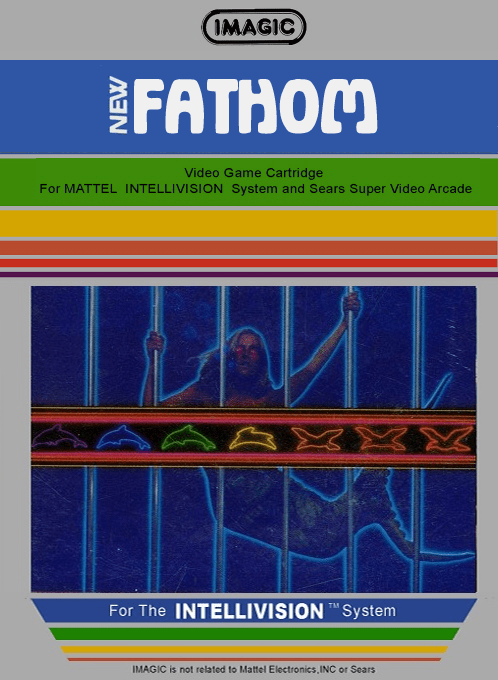 IMAGIC
NEW FATHOM
Video Game Cartridge
For MATTEL INTELLIVISION System and Sears Super Video Arcade
For The INTELLIVISION™ System
IMAGIC is not related to Mattel Electronics,INC or Sears